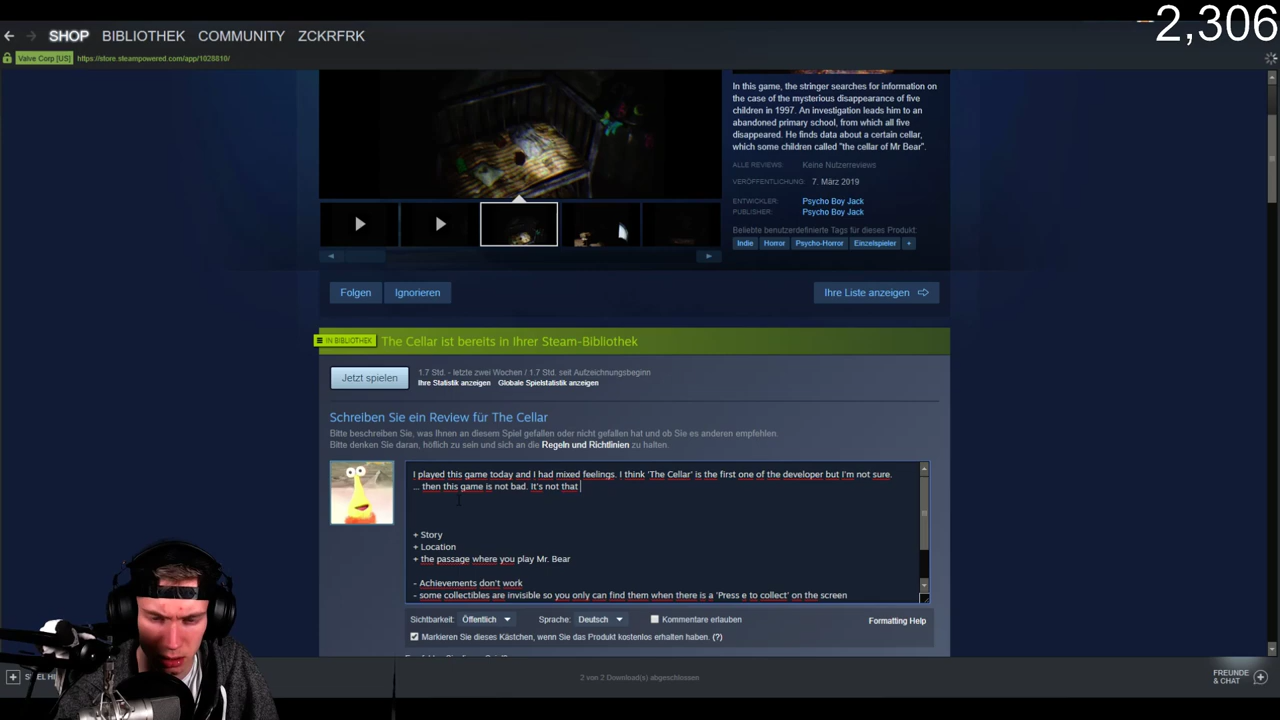 2,306
SHOP BIBLIOTHEK COMMUNITY ZCKRFRK
Valve Corp [US] https://store.steampowered.com/app/1028810/
In this game, the stringer searches for information on
the case of the mysterious disappearance of five
children in 1997. An investigation leads him to an
abandoned primary school, from which all five
disappeared. He finds data about a certain cellar,
which some children called "the cellar of Mr Bear".
ALLE REVIEWS: Keine Nutzerreviews
VERÖFFENTLICHUNG: 7. März 2019
ENTWICKLER: Psycho Boy Jack
PUBLISHER: Psycho Boy Jack
Beliebte benutzerdefinierte Tags für dieses Produkt:
Indie Horror Psycho-Horror Einzelspieler +
Folgen Ignorieren Ihre Liste anzeigen
IN BIBLIOTHEK The Cellar ist bereits in Ihrer Steam-Bibliothek
Jetzt spielen
1.7 Std. - letzte zwei Wochen / 1.7 Std. seit Aufzeichnungsbeginn
Ihre Statistik anzeigen Globale Spielstatistik anzeigen
Schreiben Sie ein Review für The Cellar
Bitte beschreiben Sie, was Ihnen an diesem Spiel gefallen oder nicht gefallen hat und ob Sie es anderen empfehlen.
Bitte denken Sie daran, höflich zu sein und sich an die Regeln und Richtlinien zu halten.
I played this game today and I had mixed feelings. I think 'The Cellar' is the first one of the developer but I'm not sure.
... then this game is not bad. It's not that
+ Story
+ Location
+ the passage where you play Mr. Bear
- Achievements don't work
- some collectibles are invisible so you only can find them when there is a 'Press e to collect' on the screen
Sichtbarkeit: Öffentlich Sprache: Deutsch Kommentare erlauben Formatting Help
Markieren Sie dieses Kästchen, wenn Sie das Produkt kostenlos erhalten haben. (?)
2 von 2 Download(s) abgeschlossen
FREUNDE
& CHAT